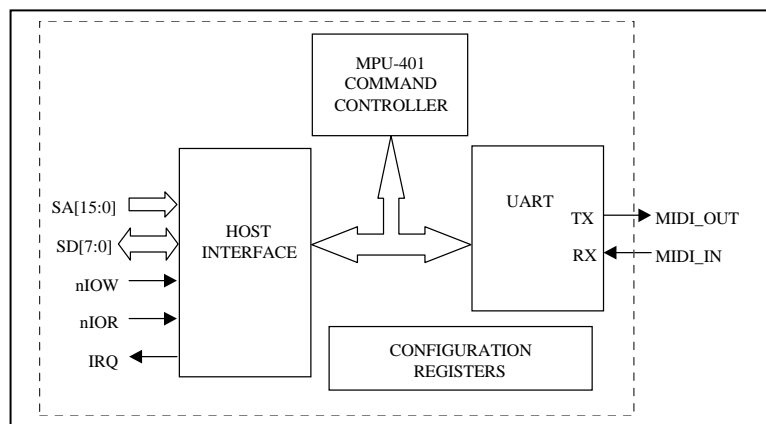 MPU-401
COMMAND
CONTROLLER
SA[15:0]
SD[7:0]
nIOW
nIOR
IRQ
HOST
INTERFACE
UART
TX
RX
MIDI_OUT
MIDI_IN
CONFIGURATION
REGISTERS